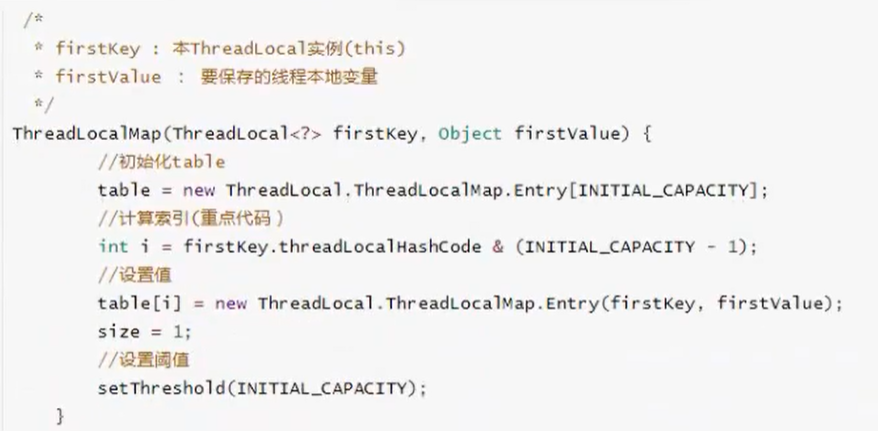 /*
* firstKey : 本ThreadLocal实例(this)
* firstValue : 要保存的线程本地变量
*/
ThreadLocalMap(ThreadLocal<?> firstKey, Object firstValue) {
//初始化table
table = new ThreadLocal.ThreadLocalMap.Entry[INITIAL_CAPACITY];
//计算索引(重点代码)
int i = firstKey.threadLocalHashCode & (INITIAL_CAPACITY - 1);
//设置值
table[i] = new ThreadLocal.ThreadLocalMap.Entry(firstKey, firstValue);
size = 1;
//设置阈值
setThreshold(INITIAL_CAPACITY);
}